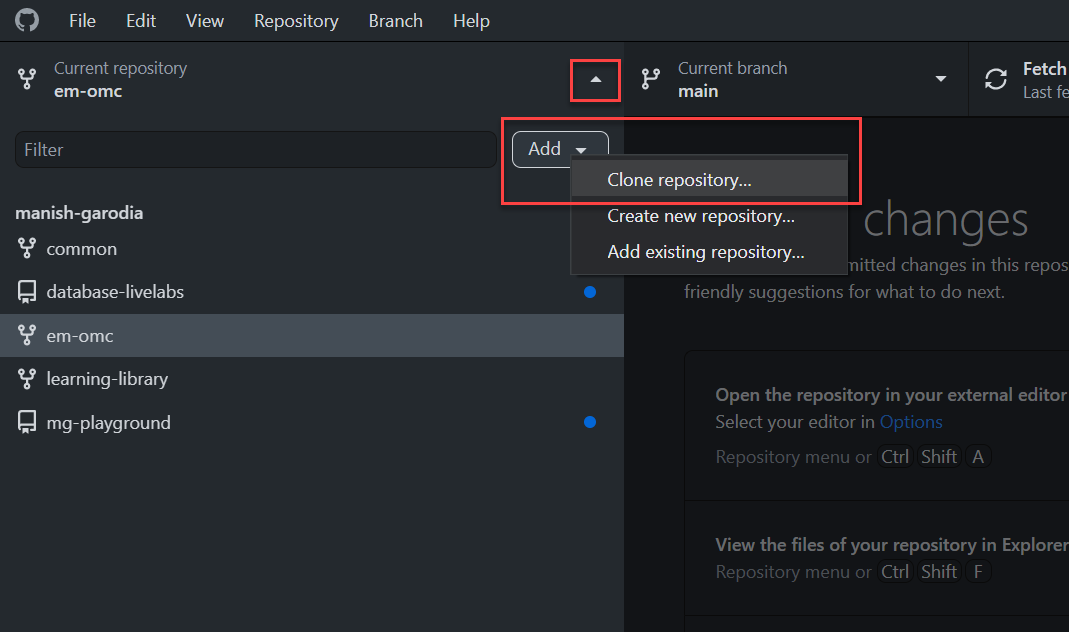 File Edit View Repository Branch Help
Current repository
em-omc
Current branch
main
Fetch
Last fe
Filter
Add
Clone repository...
Create new repository...
Add existing repository...
manish-garodia
common
database-livelabs
em-omc
learning-library
mg-playground
changes
mitted changes in this repos
friendly suggestions for what to do next.
Open the repository in your external editor
Select your editor in Options
Repository menu or Ctrl Shift A
View the files of your repository in Explorer
Repository menu or Ctrl Shift F